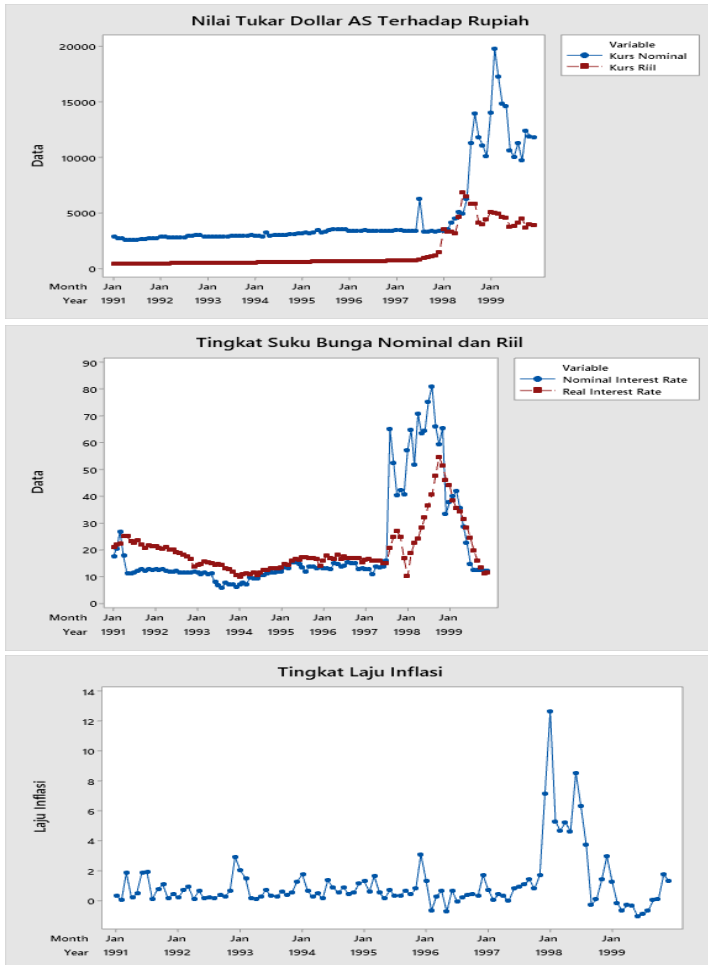 Nilai Tukar Dollar AS Terhadap Rupiah
Variable
Kurs Nominal
Kurs Riil
Data
20000
15000
10000
5000
0
Month Jan Jan Jan Jan Jan Jan Jan Jan Jan
Year 1991 1992 1993 1994 1995 1996 1997 1998 1999
Tingkat Suku Bunga Nominal dan Riil
Variable
Nominal Interest Rate
Real Interest Rate
Data
90
80
70
60
50
40
30
20
10
0
Month Jan Jan Jan Jan Jan Jan Jan Jan Jan
Year 1991 1992 1993 1994 1995 1996 1997 1998 1999
Tingkat Laju Inflasi
Laju Inflasi
14
12
10
8
6
4
2
0
Month Jan Jan Jan Jan Jan Jan Jan Jan Jan
Year 1991 1992 1993 1994 1995 1996 1997 1998 1999